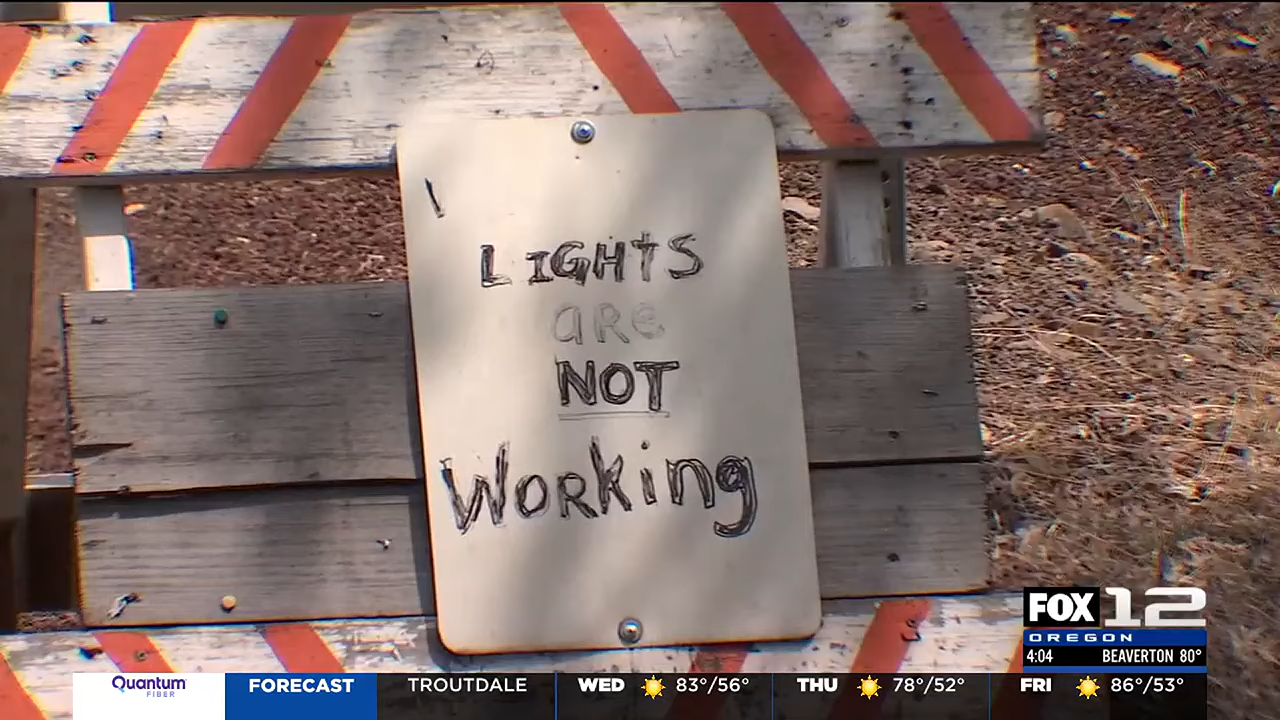 LIGHTS
are
NOT
Working
FOX 12
OREGON
4:04 BEAVERTON 80°
Quantum FIBER
FORECAST TROUTDALE WED 83°/56° THU 78°/52° FRI 86°/53°